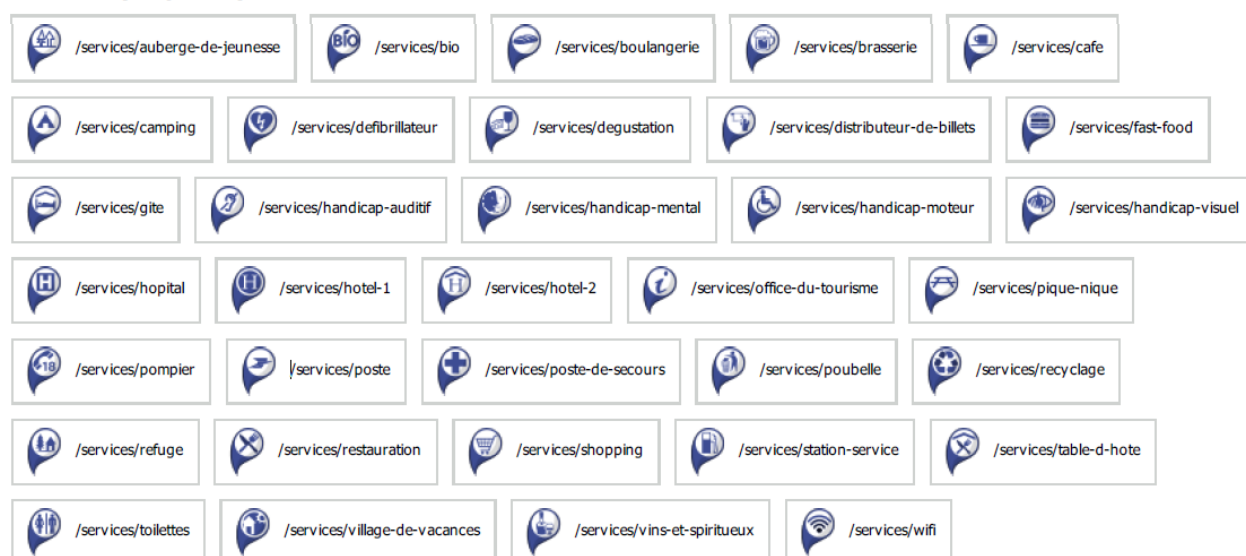 /services/auberge-de-jeunesse
BIO /services/bio
/services/boulangerie
/services/brasserie
/services/cafe
/services/camping
/services/defibrillateur
/services/degustation
/services/distributeur-de-billets
/services/fast-food
/services/gite
/services/handicap-auditif
/services/handicap-mental
/services/handicap-moteur
/services/handicap-visuel
H /services/hopital
H /services/hotel-1
H /services/hotel-2
i /services/office-du-tourisme
/services/pique-nique
18 /services/pompier
/services/poste
/services/poste-de-secours
/services/poubelle
/services/recyclage
/services/refuge
/services/restauration
/services/shopping
/services/station-service
/services/table-d-hote
/services/toilettes
/services/village-de-vacances
/services/vins-et-spiritueux
/services/wifi